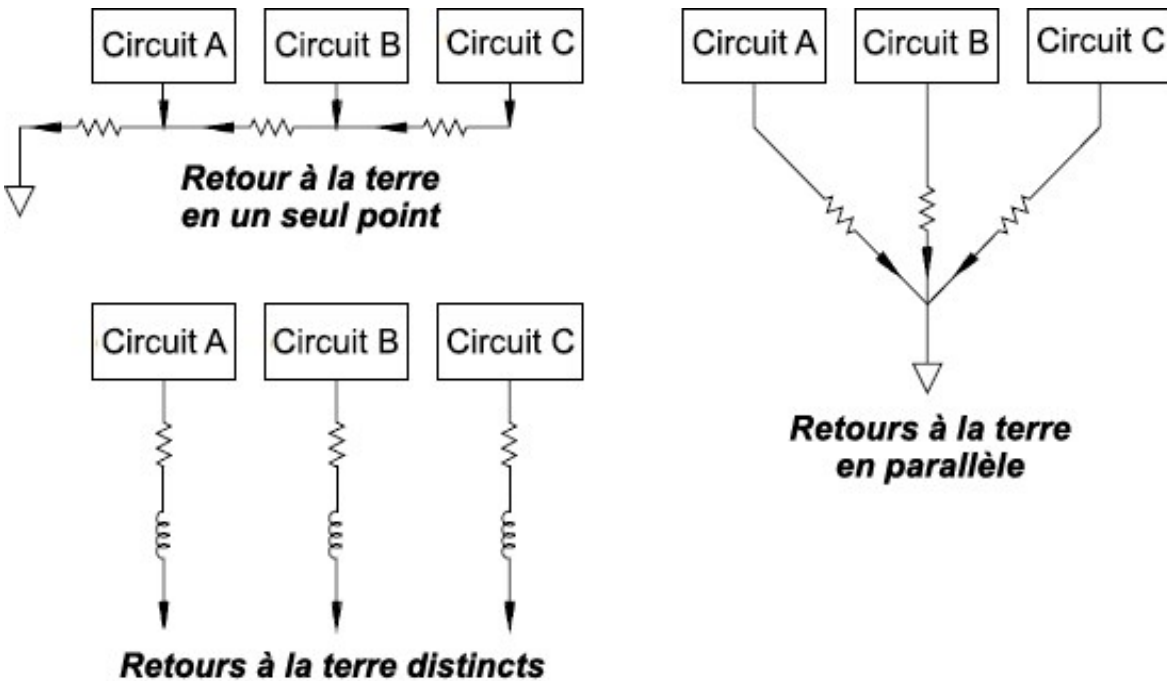 Circuit A
Circuit B
Circuit C
Retour à la terre
en un seul point
Circuit A
Circuit B
Circuit C
Retours à la terre
en parallèle
Circuit A
Circuit B
Circuit C
Retours à la terre distincts